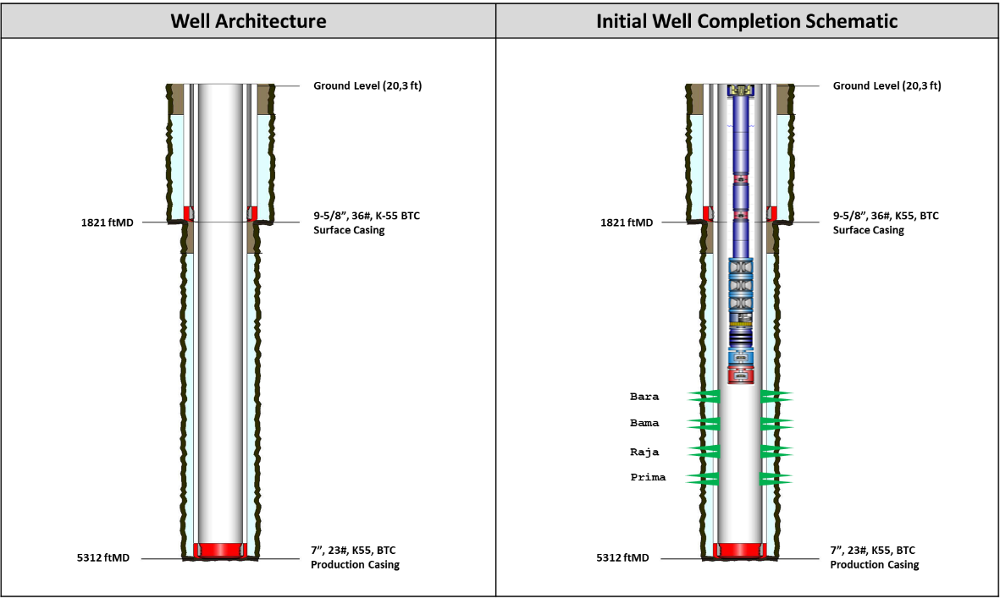 Well Architecture
Initial Well Completion Schematic
Ground Level (20,3 ft)
1821 ftMD
9-5/8”, 36#, K-55 BTC
Surface Casing
5312 ftMD
7”, 23#, K55, BTC
Production Casing
Ground Level (20,3 ft)
1821 ftMD
9-5/8”, 36#, K55, BTC
Surface Casing
Bara
Bama
Raja
Prima
5312 ftMD
7”, 23#, K55, BTC
Production Casing